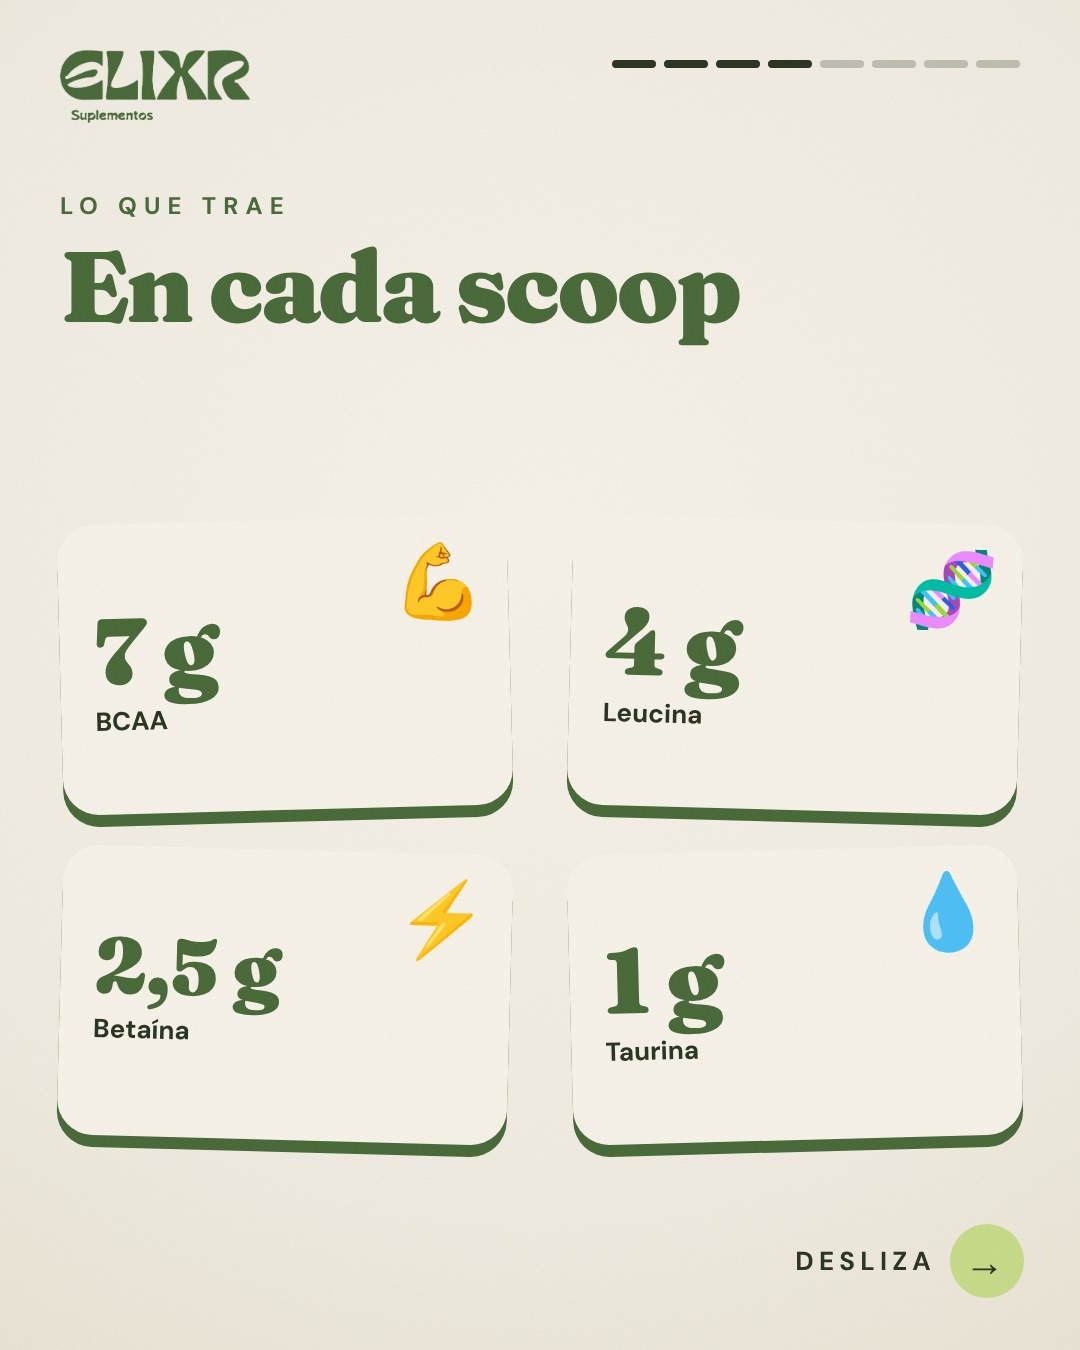 ELIXR
Suplementos
LO QUE TRAE
En cada scoop
7 g
BCAA
4 g
Leucina
2,5 g
Betaína
1 g
Taurina
DESLIZA →